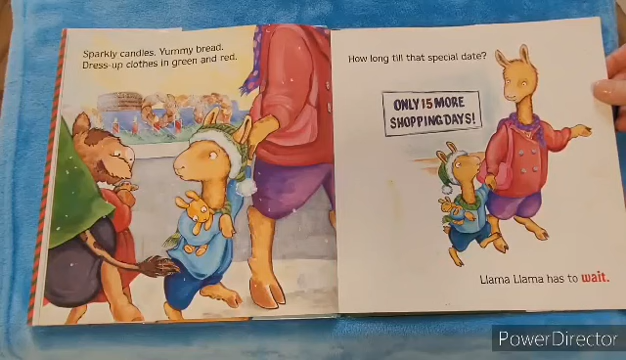 Sparkly candles. Yummy bread.
Dress-up clothes in green and red.
How long till that special date?
ONLY 15 MORE
SHOPPING DAYS!
Llama Llama has to wait.
PowerDirector